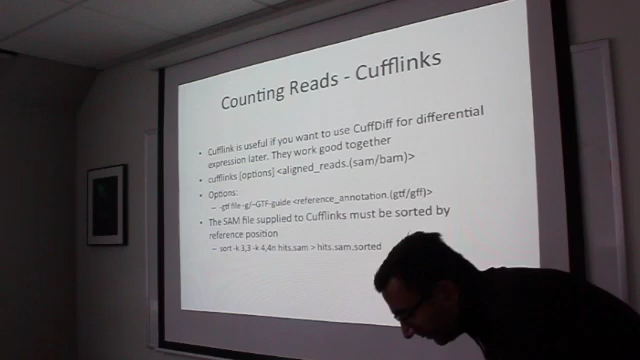 Counting Reads - Cufflinks
• Cufflink is useful if you want to use CuffDiff for differential
expression later. They work good together
• cufflinks [options] <aligned_reads.(sam/bam)>
• Options:
– -gtf file -g/–GTF-guide <reference_annotation.(gtf/gff)>
• The SAM file supplied to Cufflinks must be sorted by
reference position
– sort -k 3,3 -k 4,4n hits.sam > hits.sam.sorted